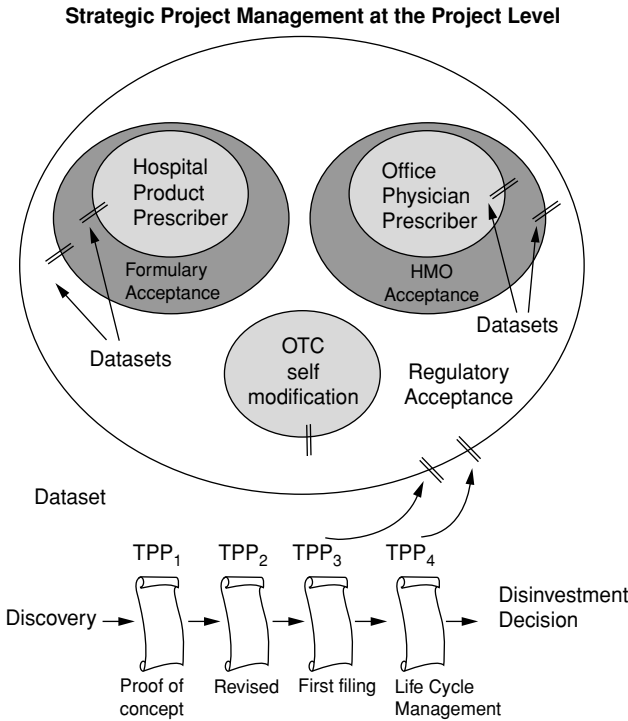 Strategic Project Management at the Project Level
Hospital
Product
Prescriber
Formulary
Acceptance
Office
Physician
Prescriber
HMO
Acceptance
Datasets
Datasets
OTC
self
modification
Regulatory
Acceptance
Dataset
TPP₁ TPP₂ TPP₃ TPP₄
Discovery
Disinvestment
Decision
Proof of
concept
Revised
First filing
Life Cycle
Management